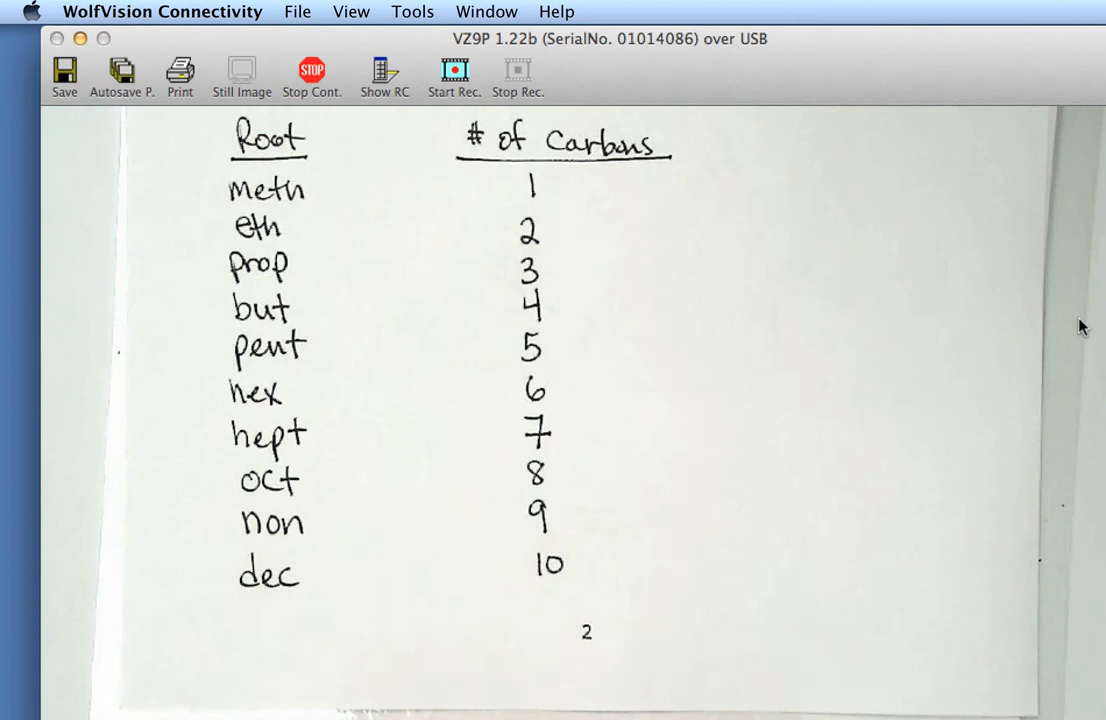 WolfVision Connectivity File View Tools Window Help
VZ9P 1.22b (SerialNo. 01014086) over USB
STOP
Save Autosave P. Print Still Image Stop Cont. Show RC Start Rec. Stop Rec.
Root # of Carbons
meth 1
eth 2
prop 3
but 4
pent 5
hex 6
hept 7
oct 8
non 9
dec 10
2